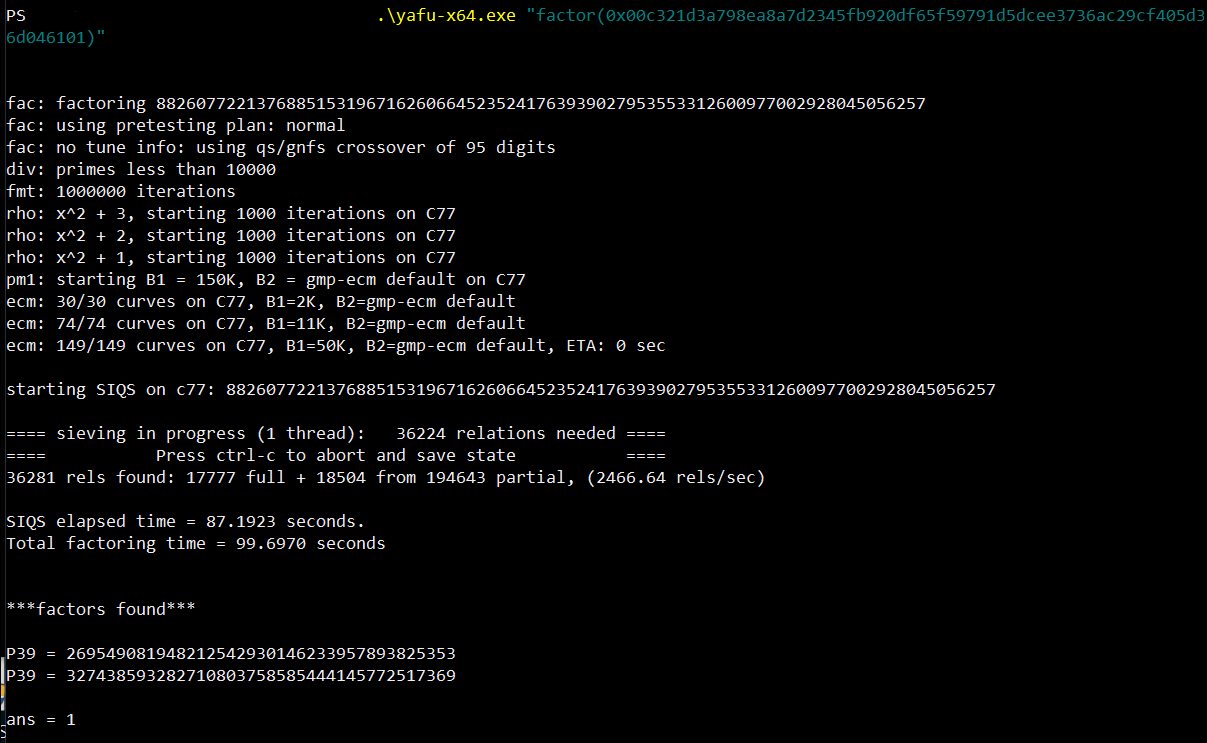 PS .\yafu-x64.exe "factor(0x00c321d3a798ea8a7d2345fb920df65f59791d5dcee3736ac29cf405d3
6d046101)"
fac: factoring 88260772213768851531967162606645235241763939027953553312600977002928045056257
fac: using pretesting plan: normal
fac: no tune info: using qs/gnfs crossover of 95 digits
div: primes less than 10000
fmt: 1000000 iterations
rho: x^2 + 3, starting 1000 iterations on C77
rho: x^2 + 2, starting 1000 iterations on C77
rho: x^2 + 1, starting 1000 iterations on C77
pm1: starting B1 = 150K, B2 = gmp-ecm default on C77
ecm: 30/30 curves on C77, B1=2K, B2=gmp-ecm default
ecm: 74/74 curves on C77, B1=11K, B2=gmp-ecm default
ecm: 149/149 curves on C77, B1=50K, B2=gmp-ecm default, ETA: 0 sec
starting SIQS on c77: 88260772213768851531967162606645235241763939027953553312600977002928045056257
==== sieving in progress (1 thread):   36224 relations needed ====
====           Press ctrl-c to abort and save state           ====
36281 rels found: 17777 full + 18504 from 194643 partial, (2466.64 rels/sec)
SIQS elapsed time = 87.1923 seconds.
Total factoring time = 99.6970 seconds
***factors found***
P39 = 269549081948212542930146233957893825353
P39 = 327438593282710803758585444145772517369
ans = 1